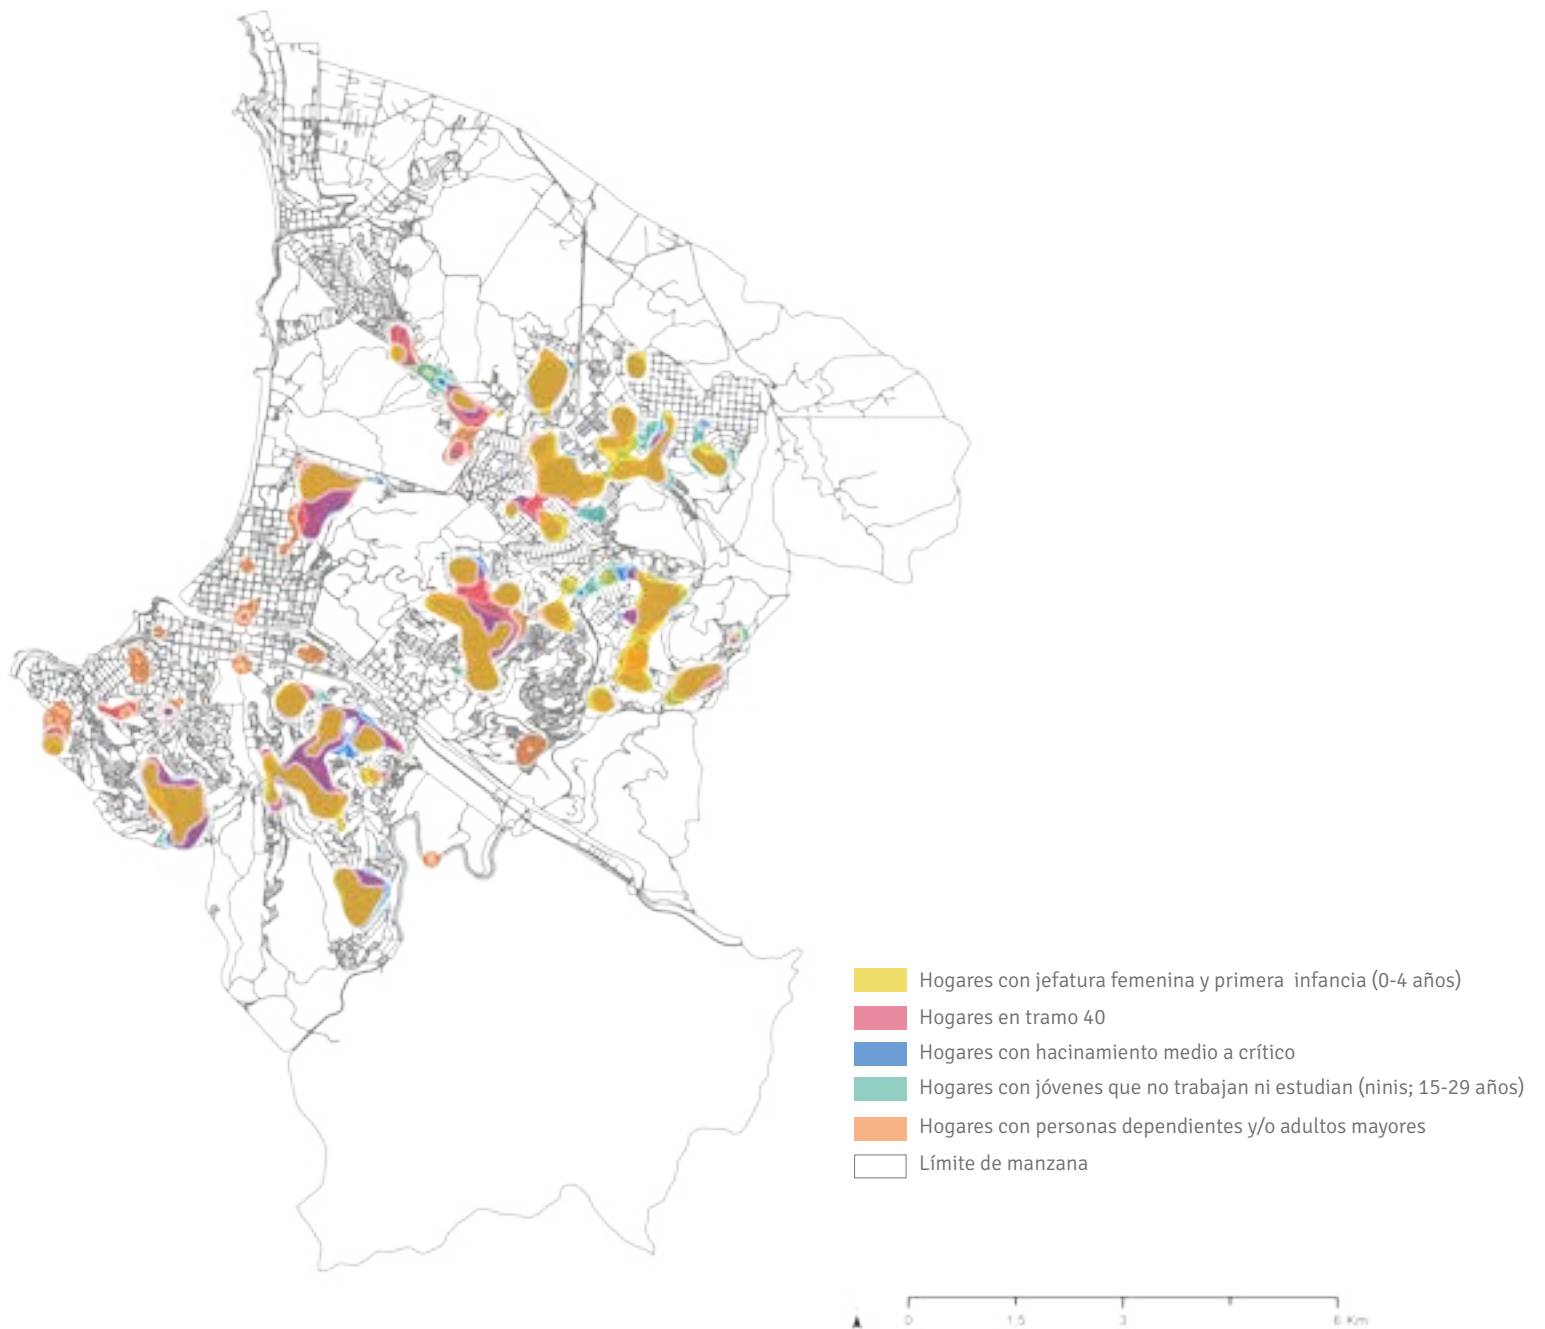 Hogares con jefatura femenina y primera infancia (0-4 años)
Hogares en tramo 40
Hogares con hacinamiento medio a crítico
Hogares con jóvenes que no trabajan ni estudian (ninis; 15-29 años)
Hogares con personas dependientes y/o adultos mayores
Límite de manzana
0 1,5 3 6 Km